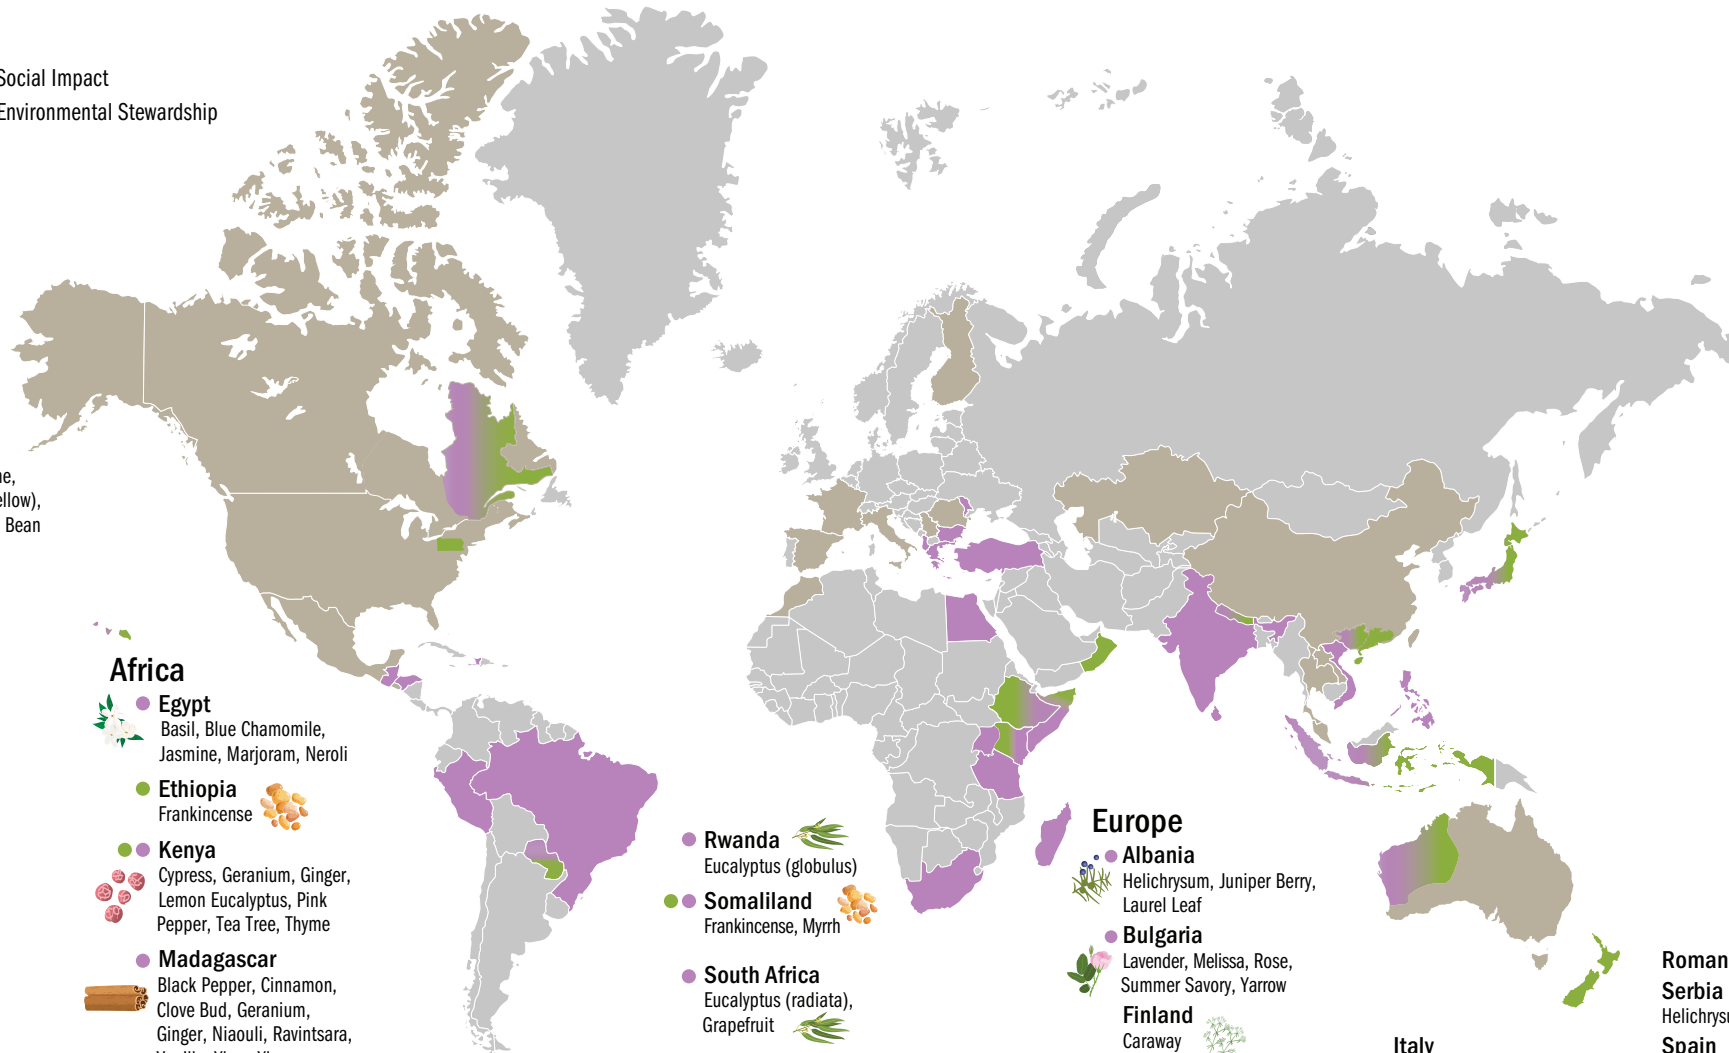 Social Impact
Environmental Stewardship
Bean
Africa
Egypt
Basil, Blue Chamomile,
Jasmine, Marjoram, Neroli
Ethiopia
Frankincense
Kenya
Cypress, Geranium, Ginger,
Lemon Eucalyptus, Pink
Pepper, Tea Tree, Thyme
Madagascar
Black Pepper, Cinnamon,
Clove Bud, Geranium,
Ginger, Niaouli, Ravintsara,
Rwanda
Eucalyptus (globulus)
Somaliland
Frankincense, Myrrh
South Africa
Eucalyptus (radiata),
Grapefruit
Europe
Albania
Helichrysum, Juniper Berry,
Laurel Leaf
Bulgaria
Lavender, Melissa, Rose,
Summer Savory, Yarrow
Finland
Caraway
Italy
Roman
Serbia
Helichrys
Spain